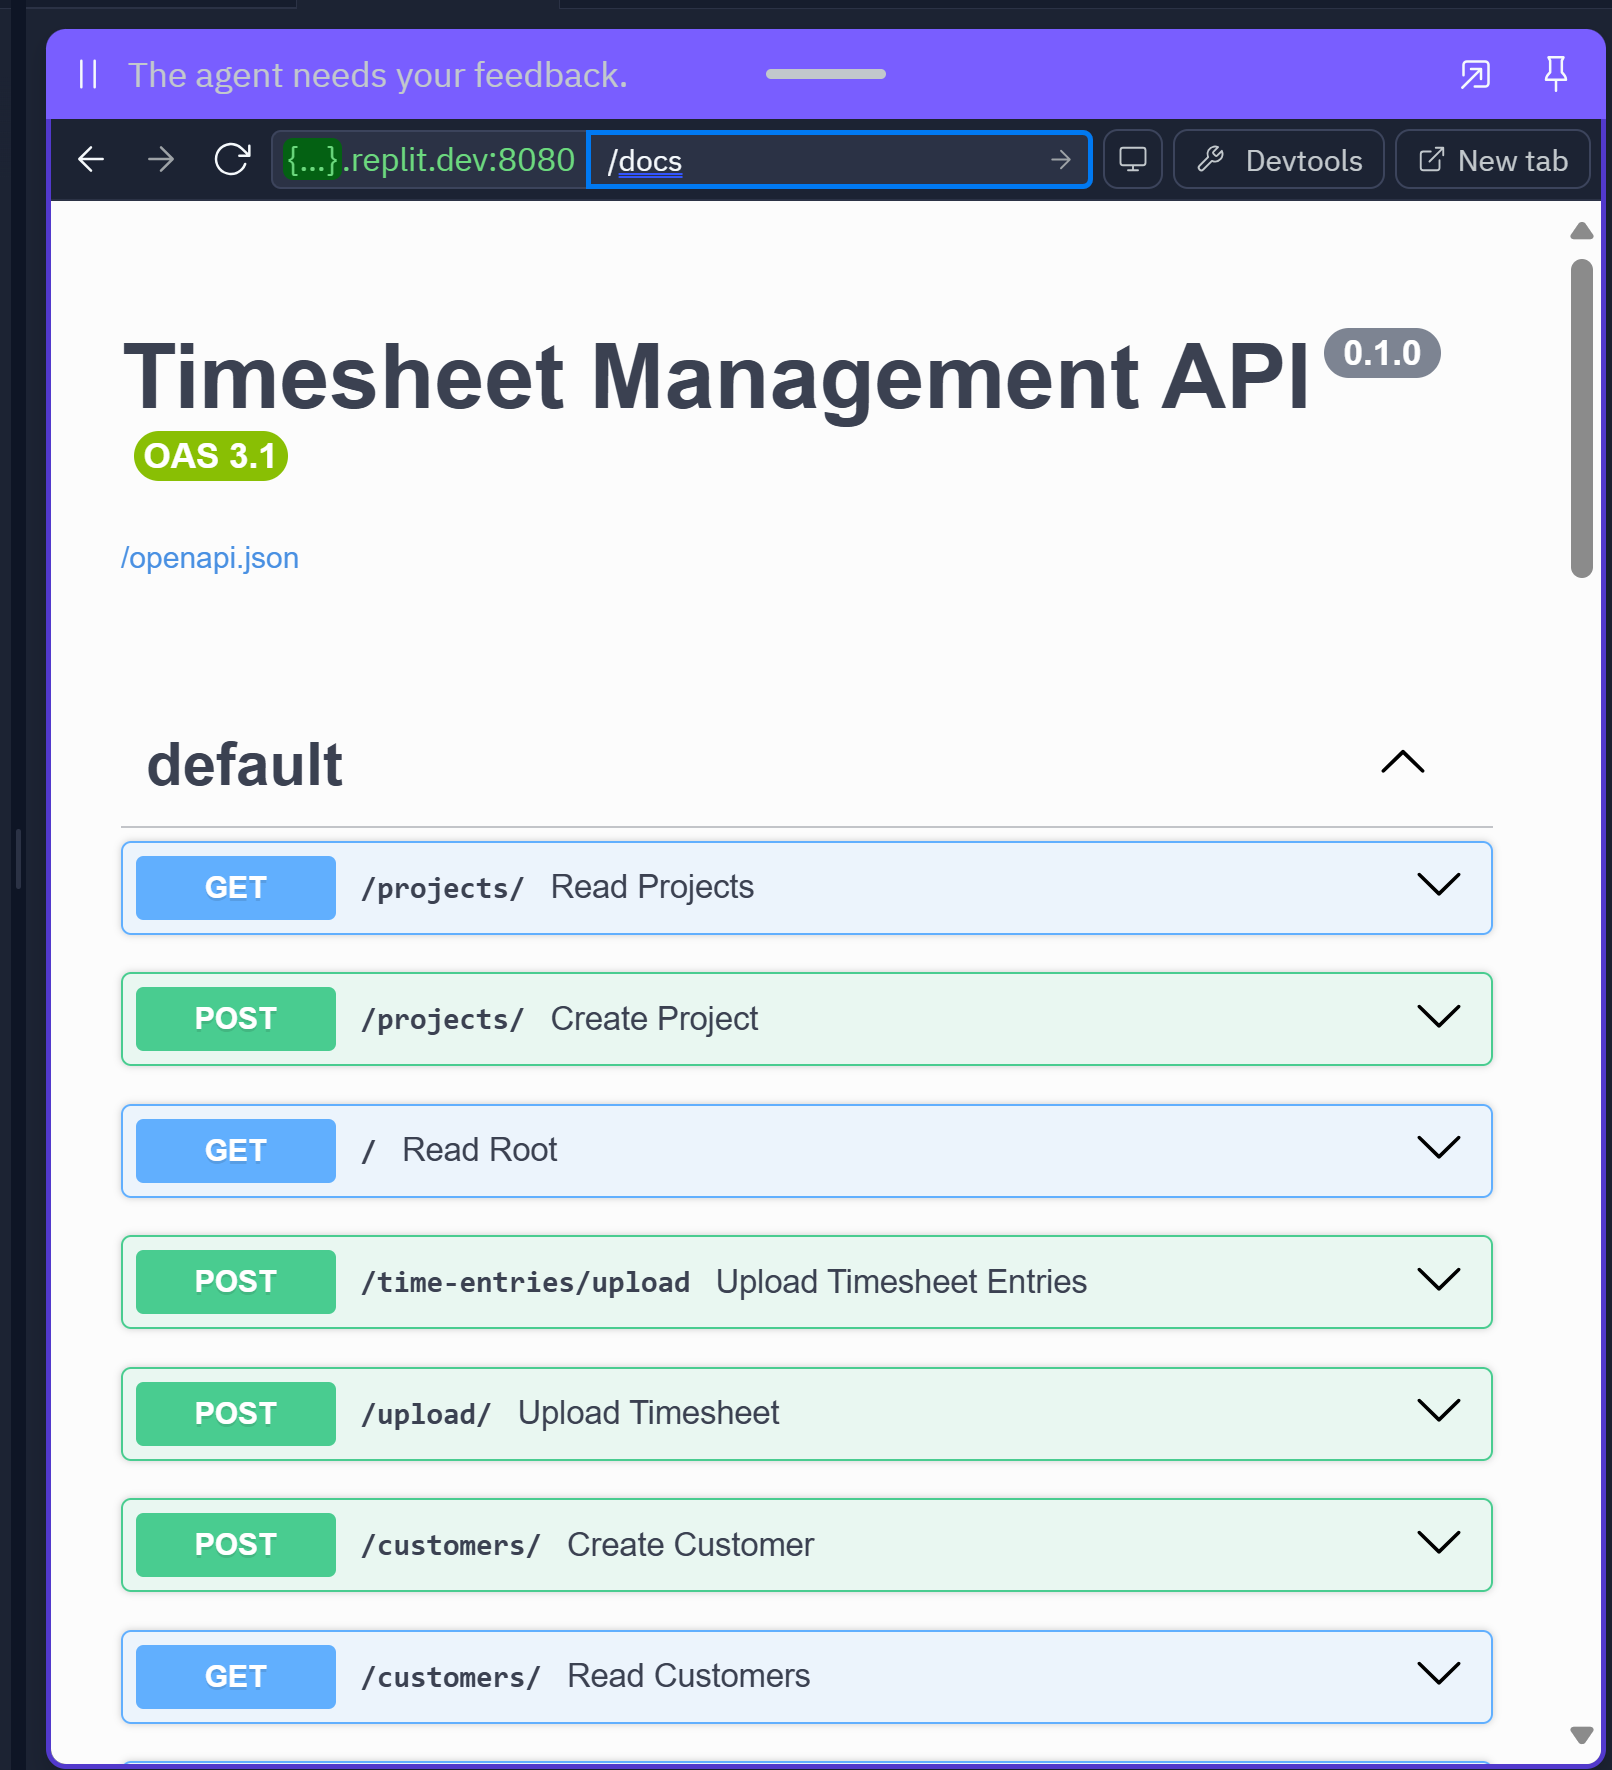 The agent needs your feedback.
{...}.replit.dev:8080 /docs Devtools New tab
Timesheet Management API 0.1.0
OAS 3.1
/openapi.json
default
GET /projects/ Read Projects
POST /projects/ Create Project
GET / Read Root
POST /time-entries/upload Upload Timesheet Entries
POST /upload/ Upload Timesheet
POST /customers/ Create Customer
GET /customers/ Read Customers